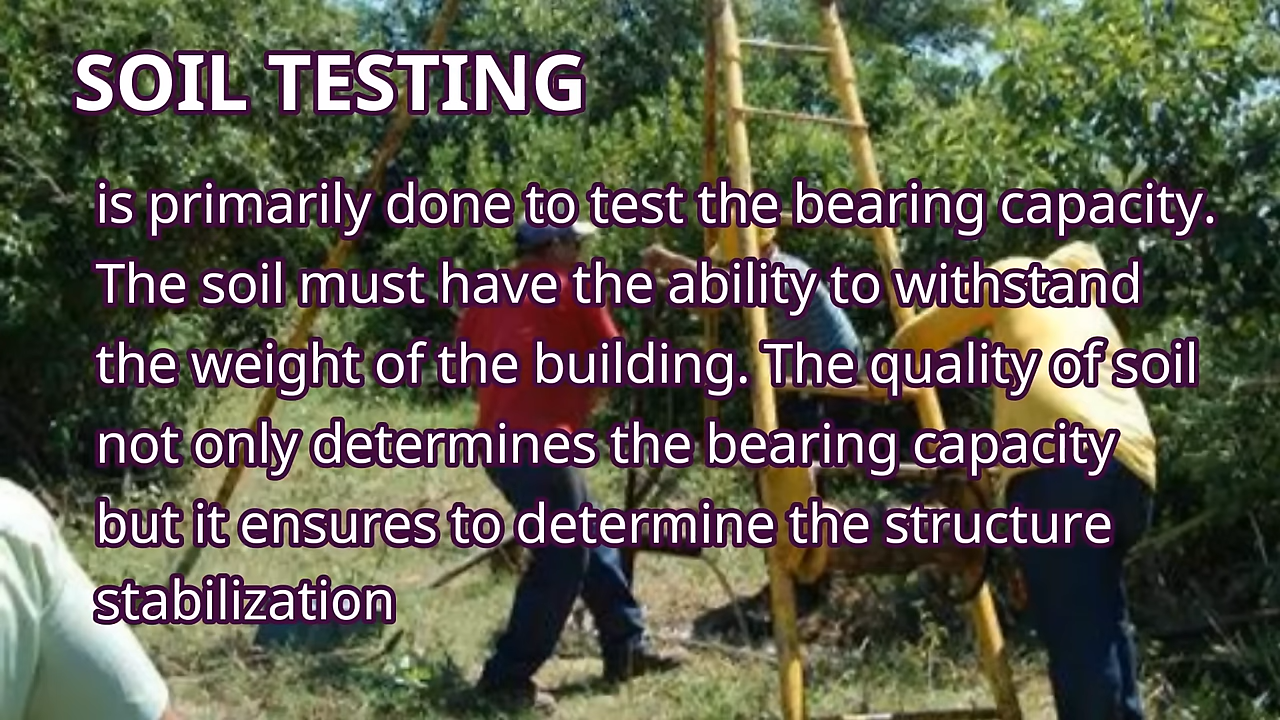 SOIL TESTING
is primarily done to test the bearing capacity.
The soil must have the ability to withstand
the weight of the building. The quality of soil
not only determines the bearing capacity
but it ensures to determine the structure
stabilization